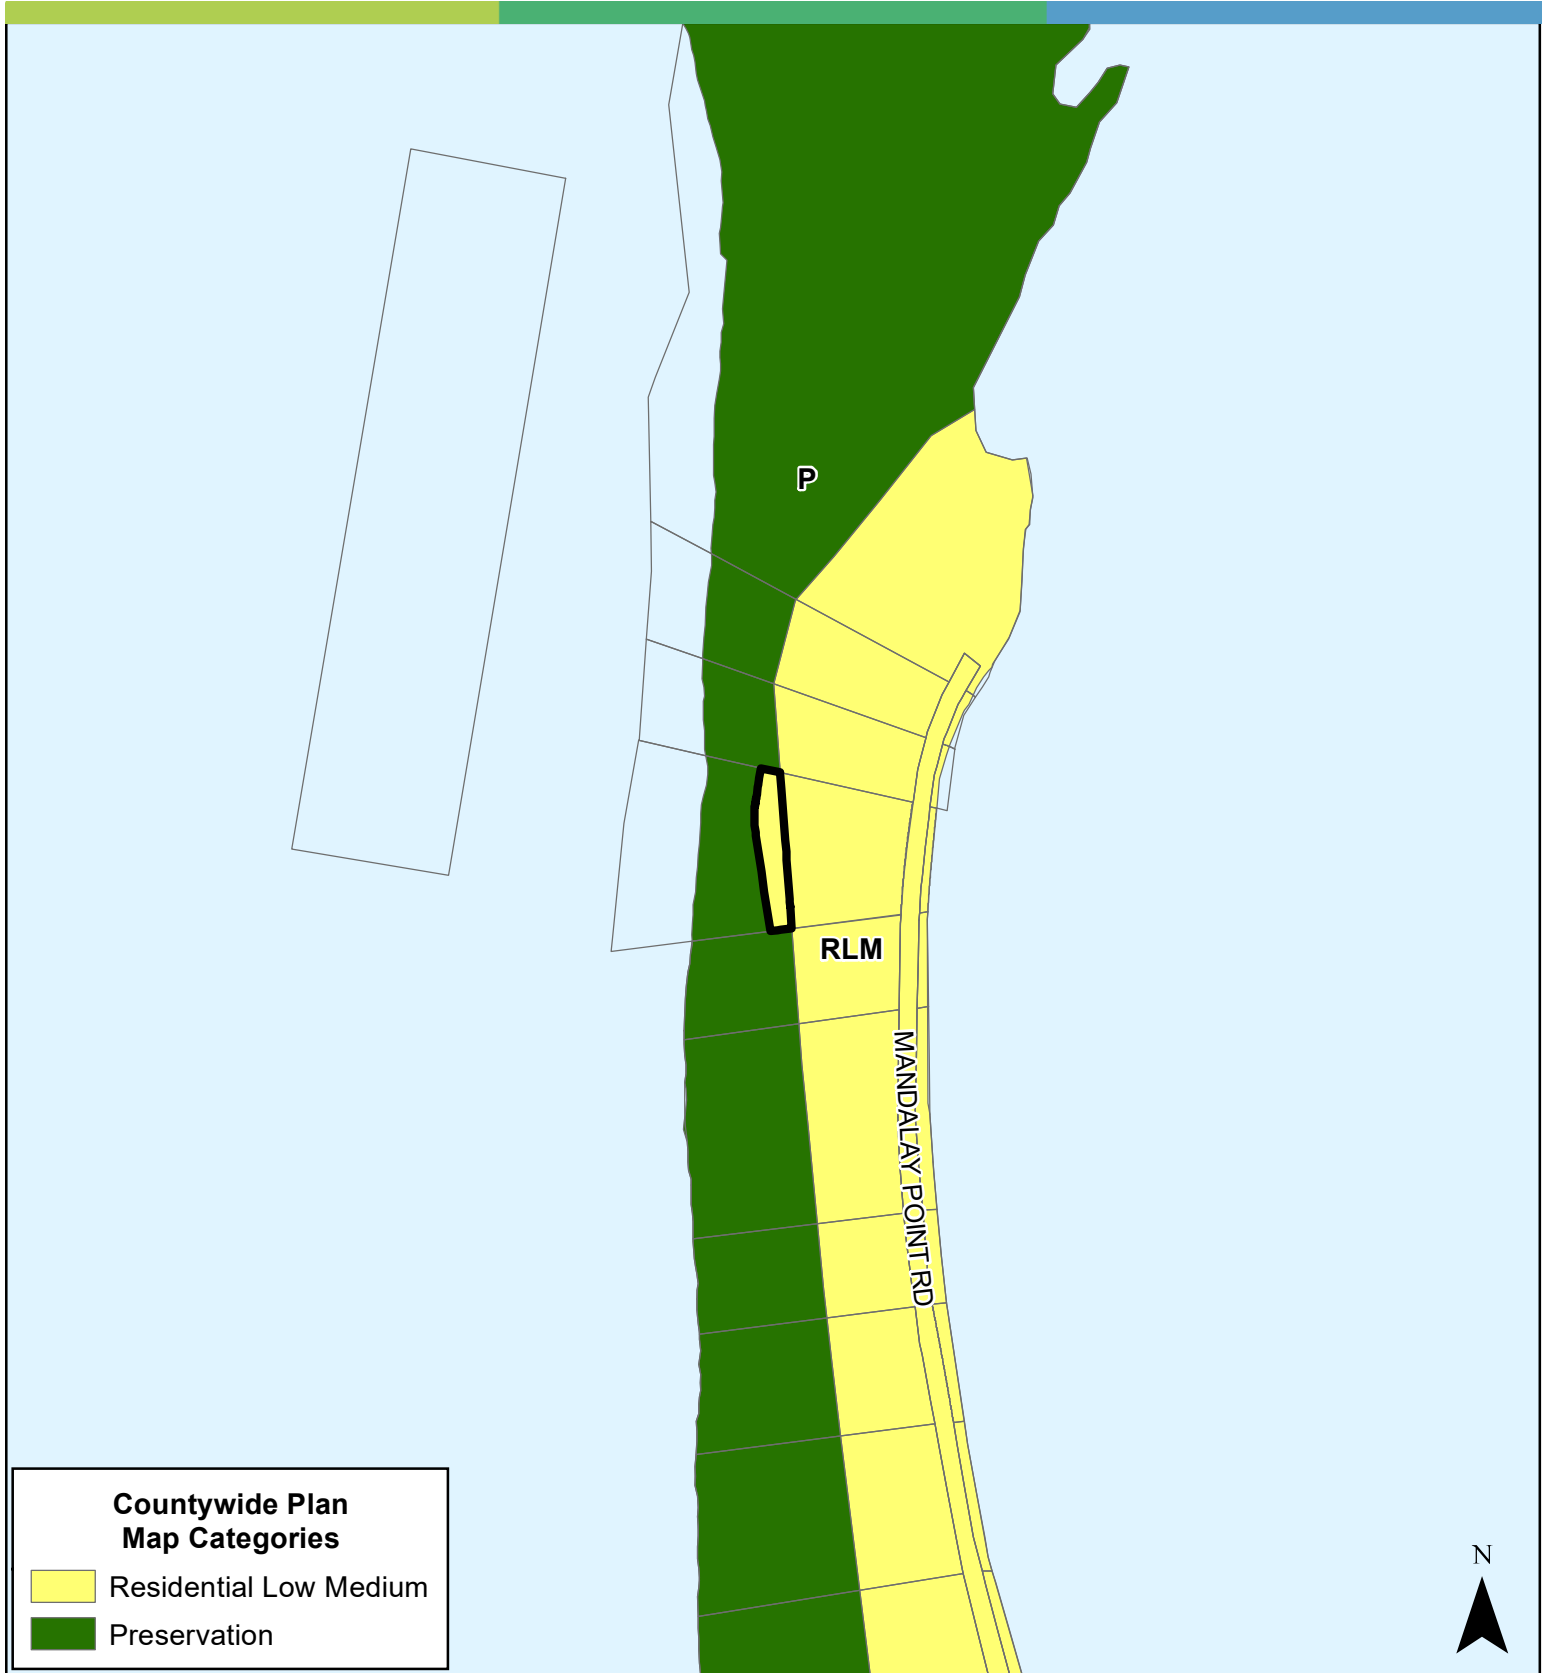 P
RLM
MANDALAY POINT RD
Countywide Plan
Map Categories
Residential Low Medium
Preservation
N